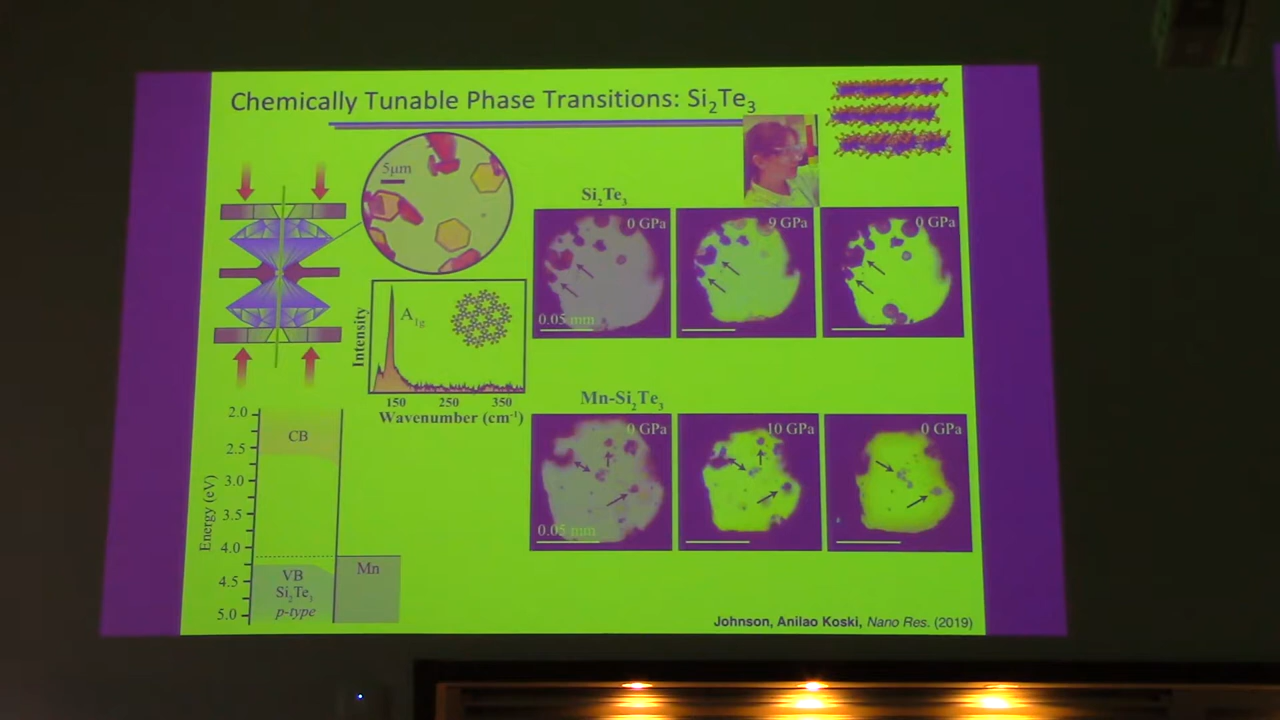 Chemically Tunable Phase Transitions: Si2Te3
5μm
Si2Te3
0 GPa
9 GPa
0 GPa
0.05 mm
Intensity
A1g
150 250 350
Wavenumber (cm-1)
Mn-Si2Te3
0 GPa
10 GPa
0 GPa
0.05 mm
Energy (eV)
2.0
2.5
3.0
3.5
4.0
4.5
5.0
CB
VB
Si2Te3
p-type
Mn
Johnson, Anilao Koski, Nano Res. (2019)